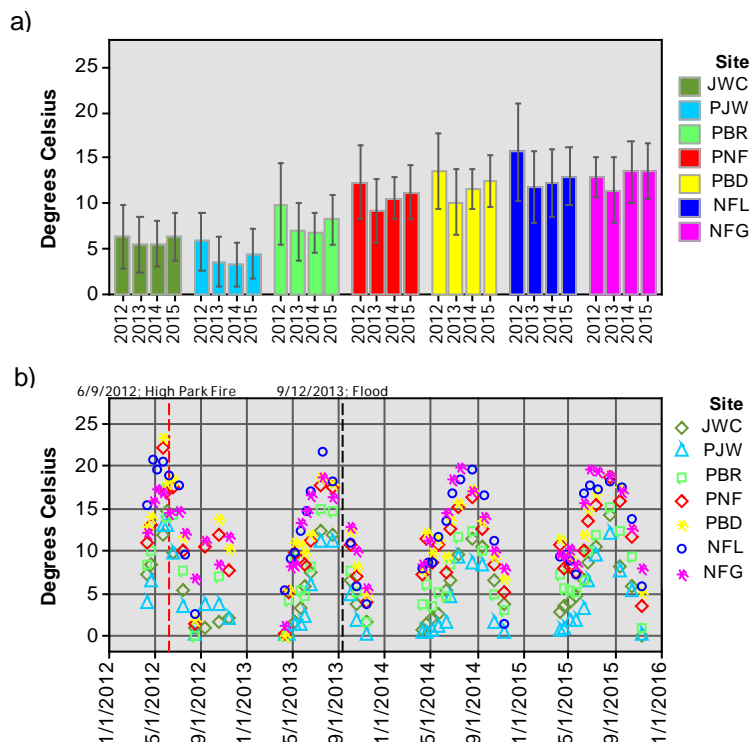 a)
25
20
15
10
5
0
Degrees Celsius
2012
2013
2014
2015
2012
2013
2014
2015
2012
2013
2014
2015
2012
2013
2014
2015
2012
2013
2014
2015
2012
2013
2014
2015
2012
2013
2014
2015
Site
JWC
PJW
PBR
PNF
PBD
NFL
NFG
b)
6/9/2012; High Park Fire
9/12/2013; Flood
25
20
15
10
5
0
Degrees Celsius
1/1/2012
5/1/2012
9/1/2012
1/1/2013
5/1/2013
9/1/2013
1/1/2014
5/1/2014
9/1/2014
1/1/2015
5/1/2015
9/1/2015
1/1/2016
Site
JWC
PJW
PBR
PNF
PBD
NFL
NFG